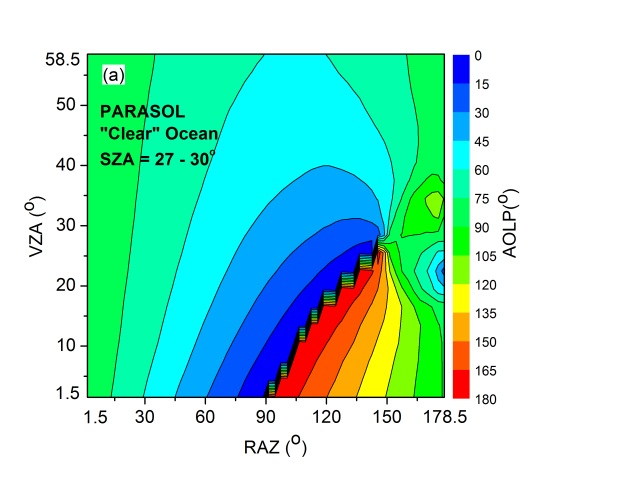 (a)
PARASOL
"Clear" Ocean
SZA = 27 - 30°
VZA (°)
58.5
50
40
30
20
10
1.5
1.5 30 60 90 120 150 178.5
RAZ (°)
0
15
30
45
60
75
90
105
120
135
150
165
180
AOLP(°)